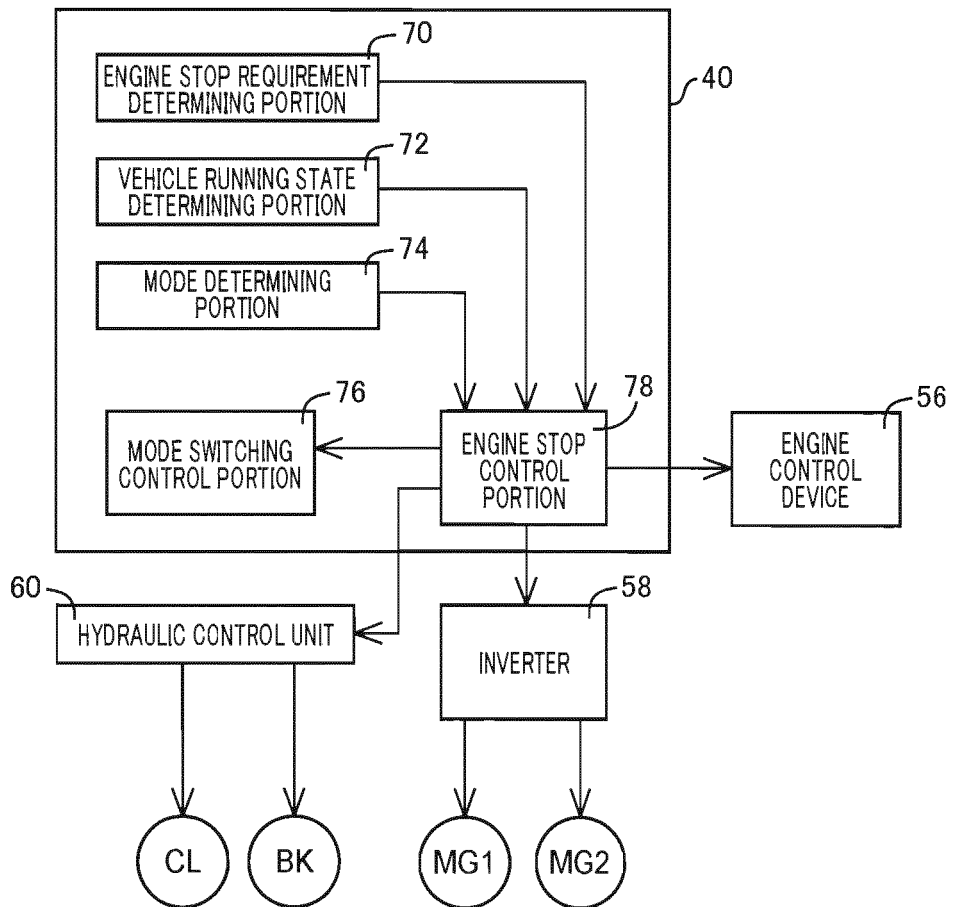 70
ENGINE STOP REQUIREMENT
DETERMINING PORTION
40
72
VEHICLE RUNNING STATE
DETERMINING PORTION
74
MODE DETERMINING
PORTION
76
MODE SWITCHING
CONTROL PORTION
78
ENGINE STOP
CONTROL
PORTION
56
ENGINE
CONTROL
DEVICE
60
HYDRAULIC CONTROL UNIT
58
INVERTER
CL
BK
MG1
MG2